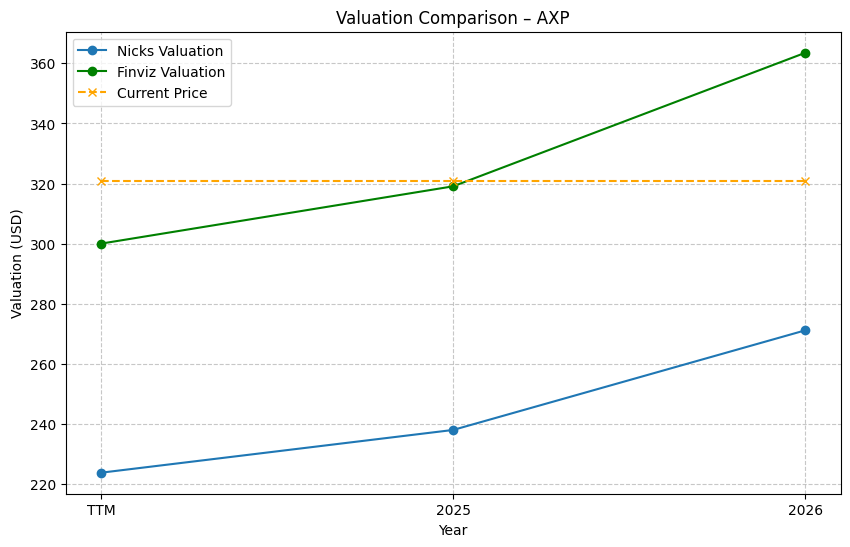 Valuation Comparison – AXP
Nicks Valuation
Finviz Valuation
Current Price
Valuation (USD)
360
340
320
300
280
260
240
220
TTM 2025 2026
Year